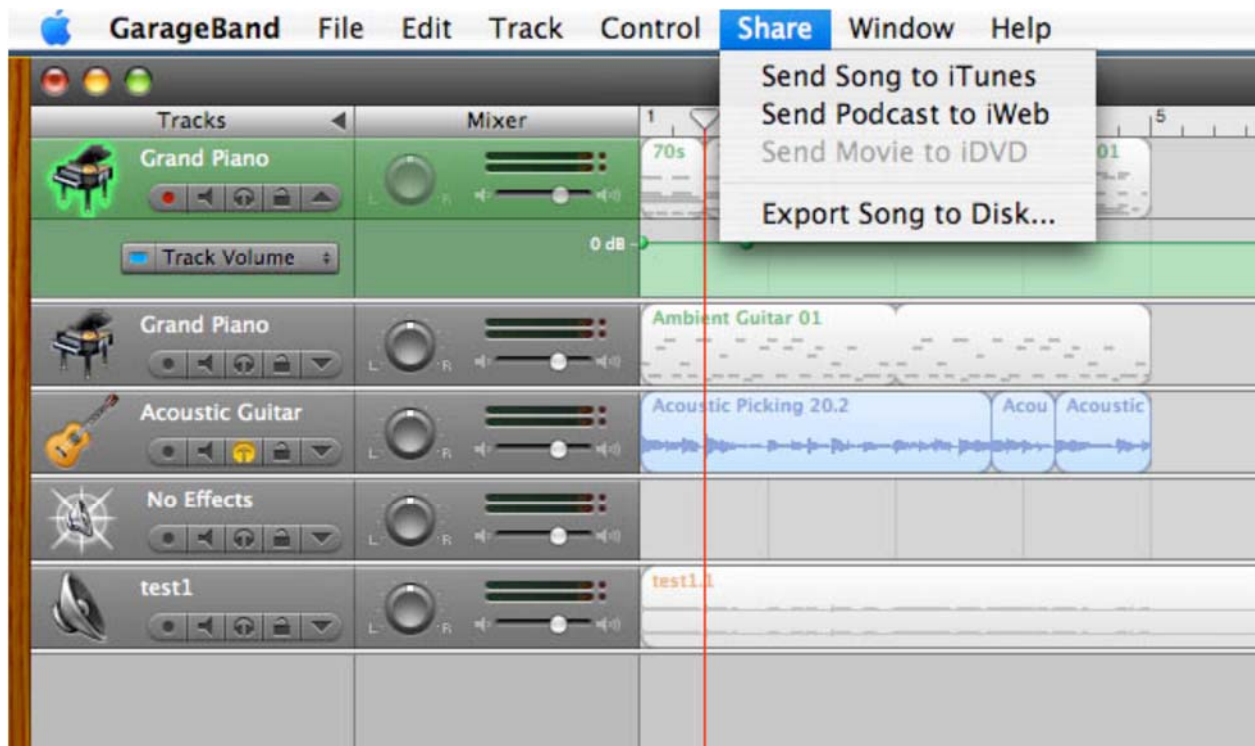 GarageBand File Edit Track Control Share Window Help
Send Song to iTunes
Send Podcast to iWeb
Send Movie to iDVD
Export Song to Disk...
Tracks Mixer 1 5
Grand Piano L R 70s 01
Track Volume 0 dB
Grand Piano L R Ambient Guitar 01
Acoustic Guitar L R Acoustic Picking 20.2 Acou Acoustic
No Effects L R
test1 L R test1.1